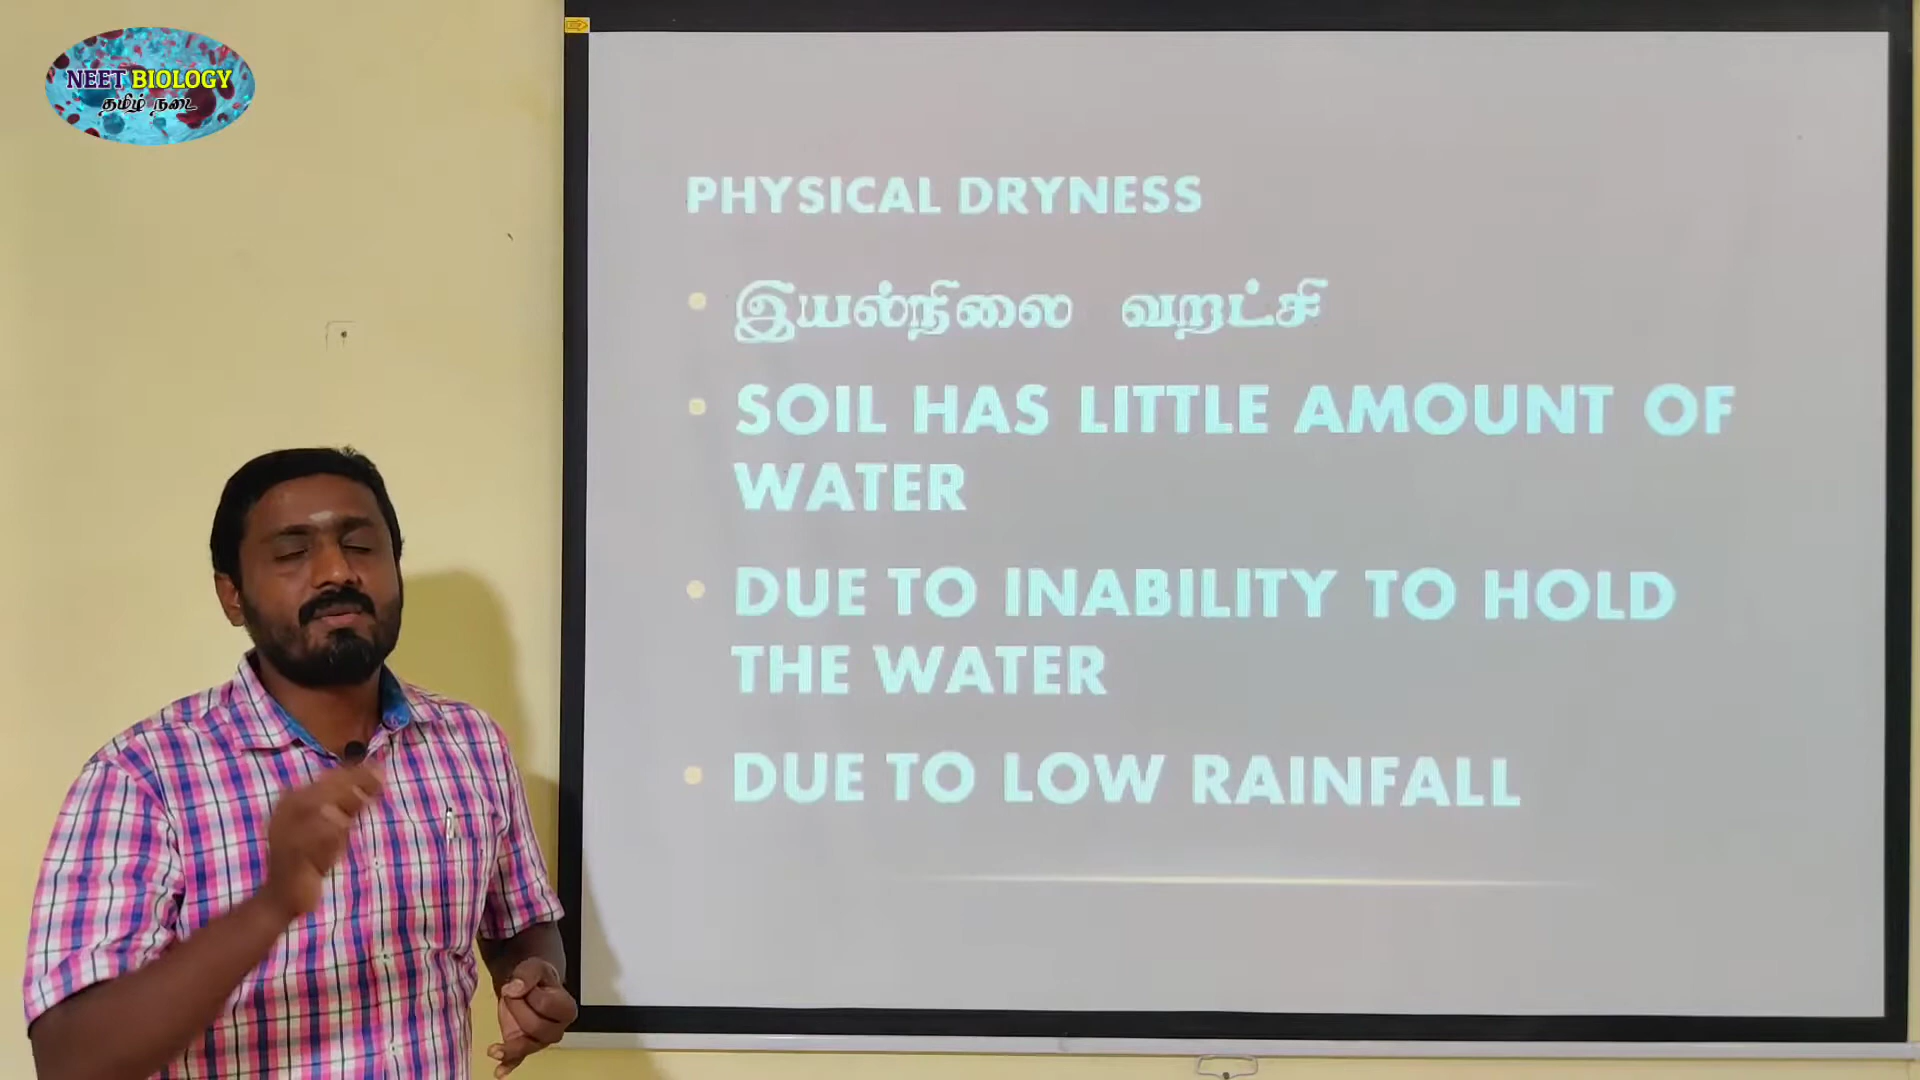 NEET BIOLOGY
தமிழ் நடை
PHYSICAL DRYNESS
இயல்நிலை வறட்சி
SOIL HAS LITTLE AMOUNT OF
WATER
DUE TO INABILITY TO HOLD
THE WATER
DUE TO LOW RAINFALL